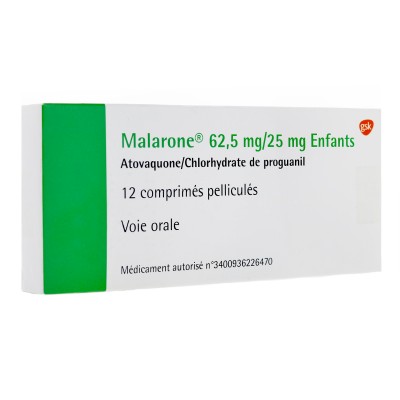 Malarone® 62,5 mg/25 mg Enfants
gsk
Atovaquone/Chlorhydrate de proguanil
12 comprimés pelliculés
Voie orale
Médicament autorisé n°3400936226470